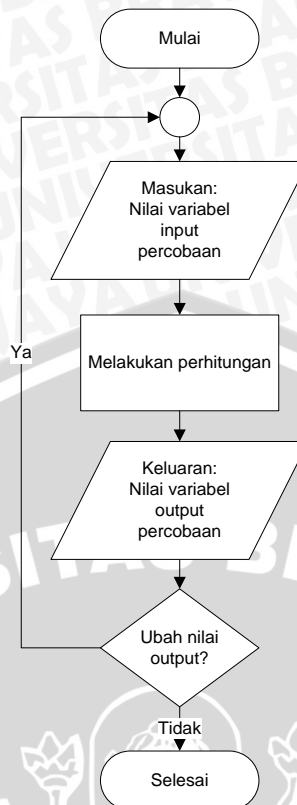 Mulai
Masukan:
Nilai variabel
input
percobaan
Melakukan perhitungan
Ya
Keluaran:
Nilai variabel
output
percobaan
Ubah nilai
output?
Tidak
Selesai